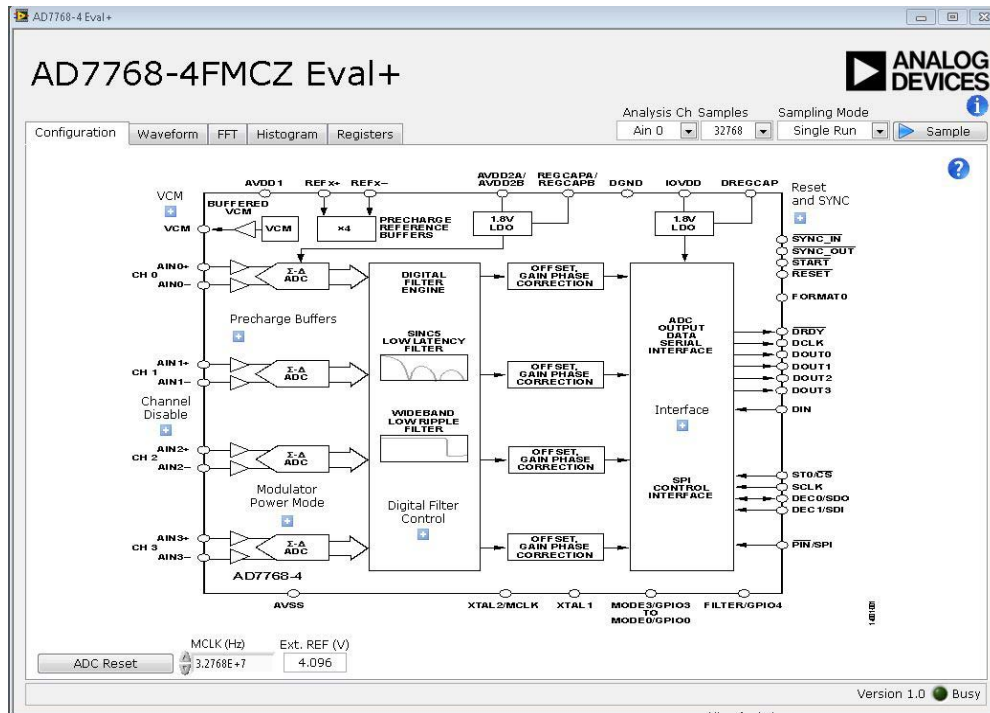 AD7768-4 Eval+
AD7768-4FMCZ Eval+
ANALOG
DEVICES
Configuration
Waveform
FFT
Histogram
Registers
Analysis Ch
Samples
Sampling Mode
Ain 0
32768
Single Run
Sample
AVDD1
REFx+
REFx−
AVDD2A/
AVDD2B
REGCAPA/
REGCAPB
DGND
IOVDD
DREGCAP
VCM
BUFFERED
VCM
VCM
VCM
×4
PRECHARGE
REFERENCE
BUFFERS
1.8V
LDO
1.8V
LDO
Reset
and SYNC
SYNC_IN
SYNC_OUT
START
RESET
FORMAT0
CH 0
AIN0+
AIN0−
Σ-Δ
ADC
DIGITAL
FILTER
ENGINE
OFFSET,
GAIN PHASE
CORRECTION
Precharge Buffers
SINC5
LOW LATENCY
FILTER
ADC
OUTPUT
DATA
SERIAL
INTERFACE
DRDY
DCLK
DOUT0
DOUT1
DOUT2
DOUT3
DIN
CH 1
AIN1+
AIN1−
Σ-Δ
ADC
OFFSET,
GAIN PHASE
CORRECTION
Channel
Disable
WIDEBAND
LOW RIPPLE
FILTER
Interface
CH 2
AIN2+
AIN2−
Σ-Δ
ADC
OFFSET,
GAIN PHASE
CORRECTION
Modulator
Power Mode
Digital Filter
Control
SPI
CONTROL
INTERFACE
ST0/CS
SCLK
DEC0/SDO
DEC1/SDI
PIN/SPI
CH 3
AIN3+
AIN3−
Σ-Δ
ADC
OFFSET,
GAIN PHASE
CORRECTION
AD7768-4
AVSS
XTAL2/MCLK
XTAL1
MODE3/GPIO3
TO
MODE0/GPIO0
FILTER/GPIO4
ADC Reset
MCLK (Hz)
3.2768E+7
Ext. REF (V)
4.096
Version 1.0
Busy